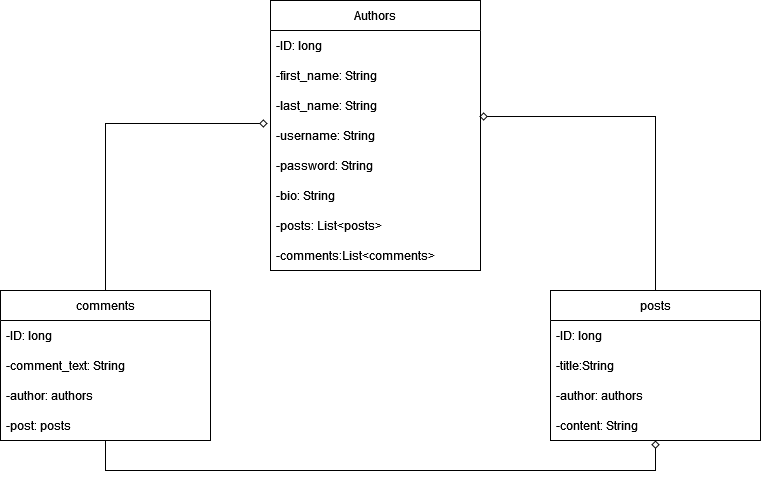 Authors
-ID: long
-first_name: String
-last_name: String
-username: String
-password: String
-bio: String
-posts: List<posts>
-comments:List<comments>
comments
-ID: long
-comment_text: String
-author: authors
-post: posts
posts
-ID: long
-title:String
-author: authors
-content: String